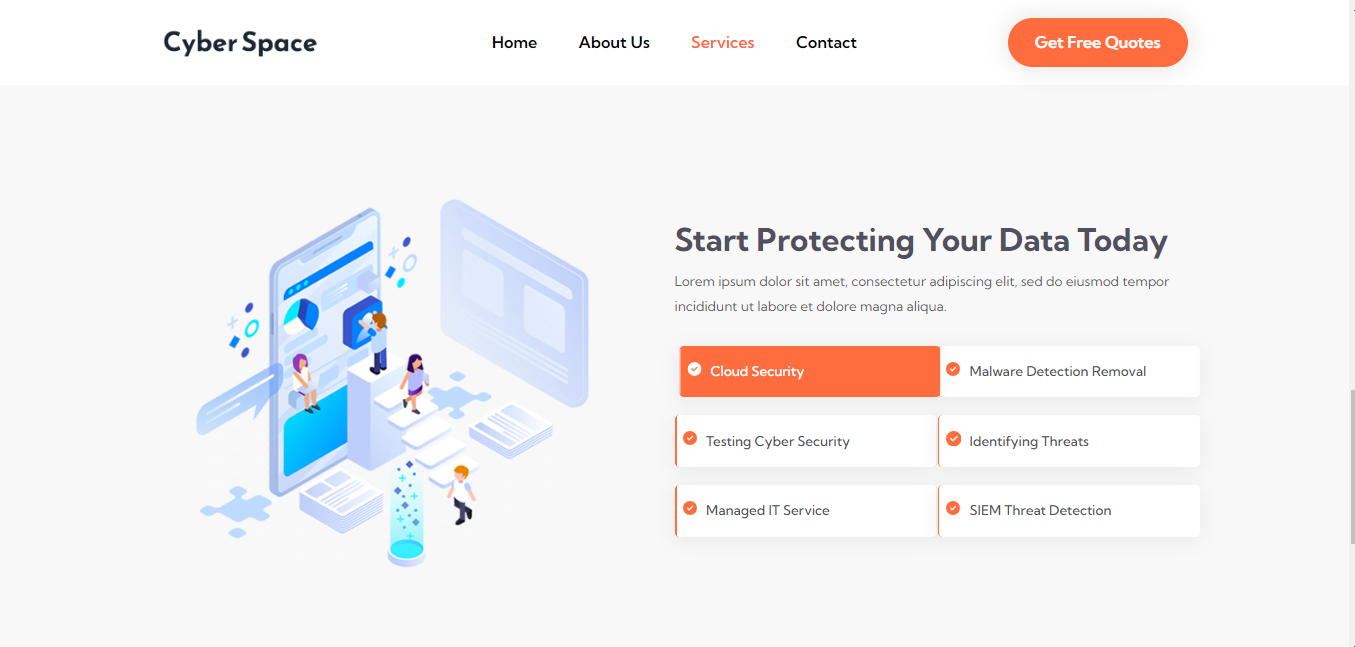 Cyber Space
Home
About Us
Services
Contact
Get Free Quotes
Start Protecting Your Data Today
Lorem ipsum dolor sit amet, consectetur adipiscing elit, sed do eiusmod tempor
incididunt ut labore et dolore magna aliqua.
Cloud Security
Malware Detection Removal
Testing Cyber Security
Identifying Threats
Managed IT Service
SIEM Threat Detection